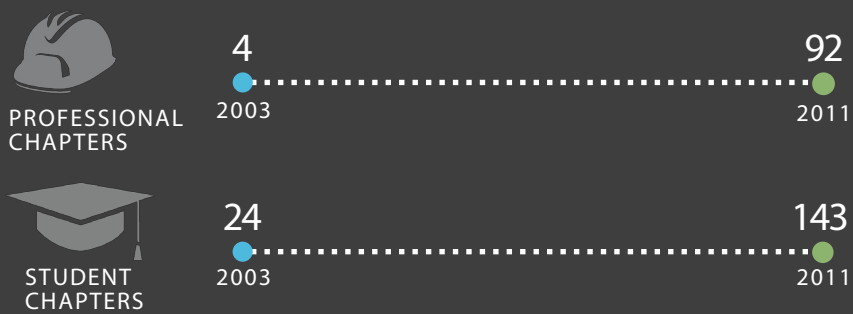 4
92
PROFESSIONAL
CHAPTERS
2003
2011
24
143
STUDENT
CHAPTERS
2003
2011